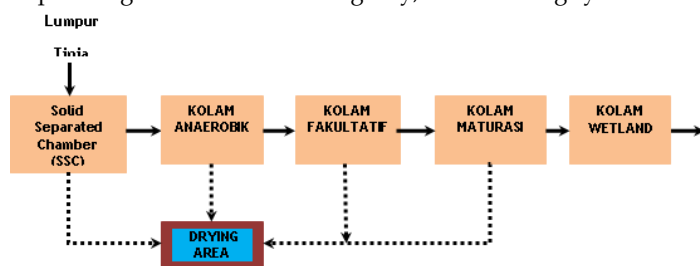 Lumpur
Tinja
Solid
Separated
Chamber
(SSC)
KOLAM
ANAEROBIK
KOLAM
FAKULTATIF
KOLAM
MATURASI
KOLAM
WETLAND
DRYING
AREA